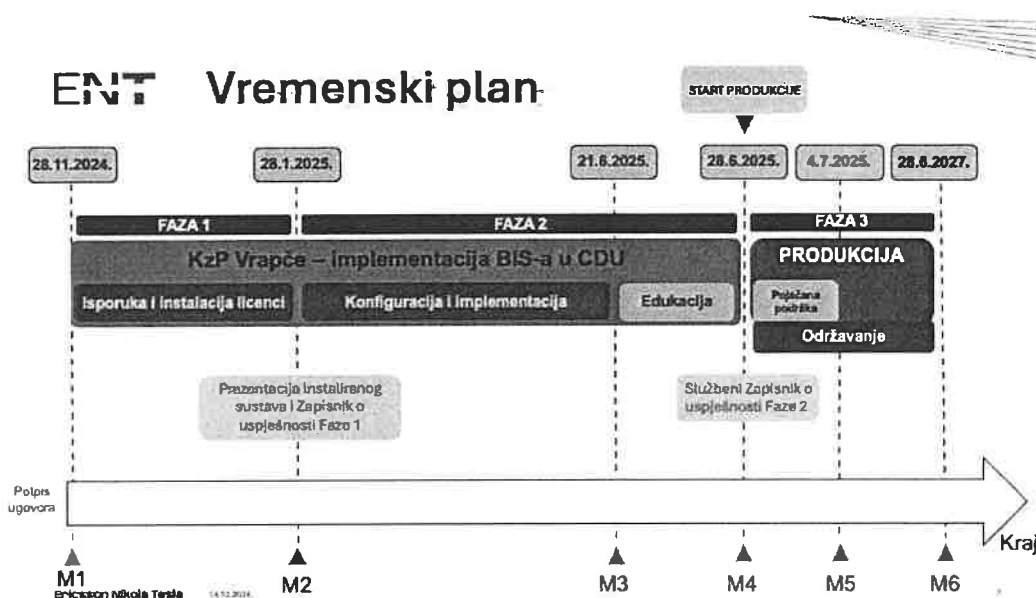 ENT Vremenski plan
START PRODUKCIJE
28.11.2024.
28.1.2025.
21.6.2025.
28.6.2025.
4.7.2025.
28.6.2027.
FAZA 1
FAZA 2
FAZA 3
KzP Vrapče – implementacija BIS-a u CDU
PRODUKCIJA
Isporuka i instalacija licenci
Konfiguracija i implementacija
Edukacija
Pojačana
podrška
Održavanje
Prezentacija instaliranog
sustava i Zapisnik o
uspješnosti Faze 1
Službeni Zapisnik o
uspješnosti Faze 2
Potpis
ugovora
Kraj
M1
M2
M3
M4
M5
M6
Ericsson Nikola Tesla
14.12.2024.